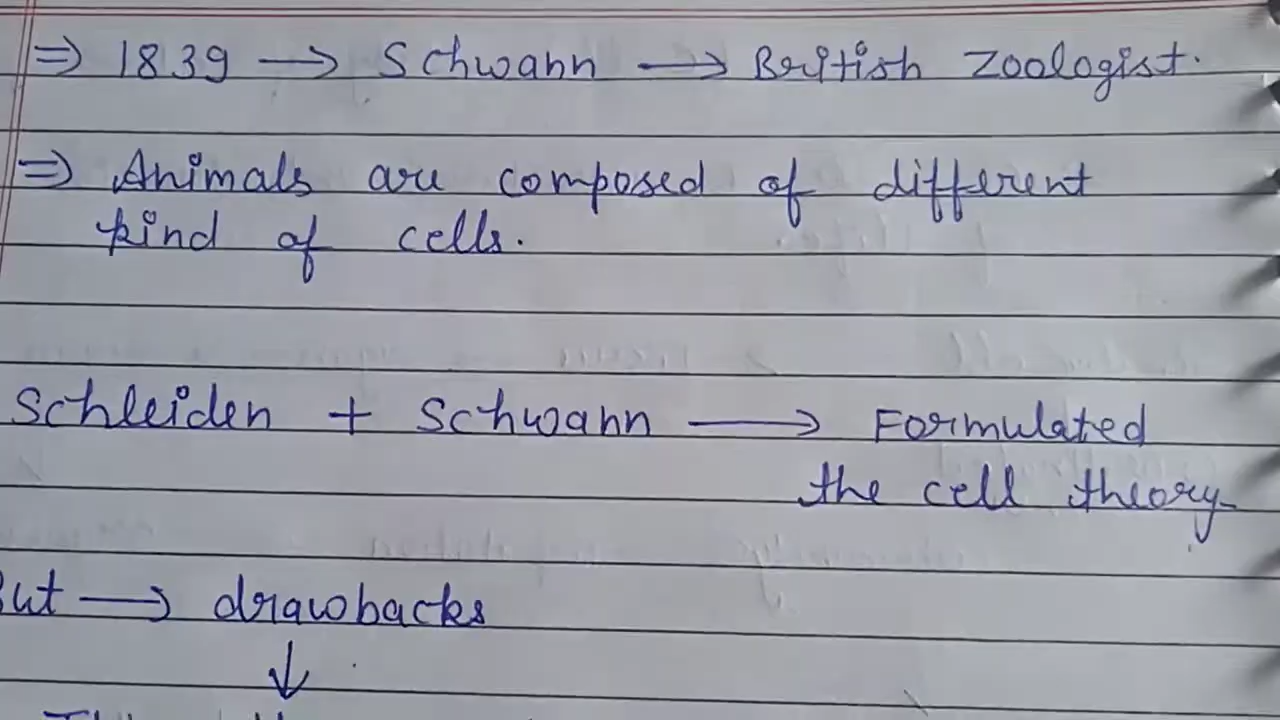 ⇒ 1839 → Schwann → British Zoologist.
⇒ Animals are composed of different
kind of cells.
Schleiden + Schwann → Formulated
the cell theory
But → drawbacks
↓